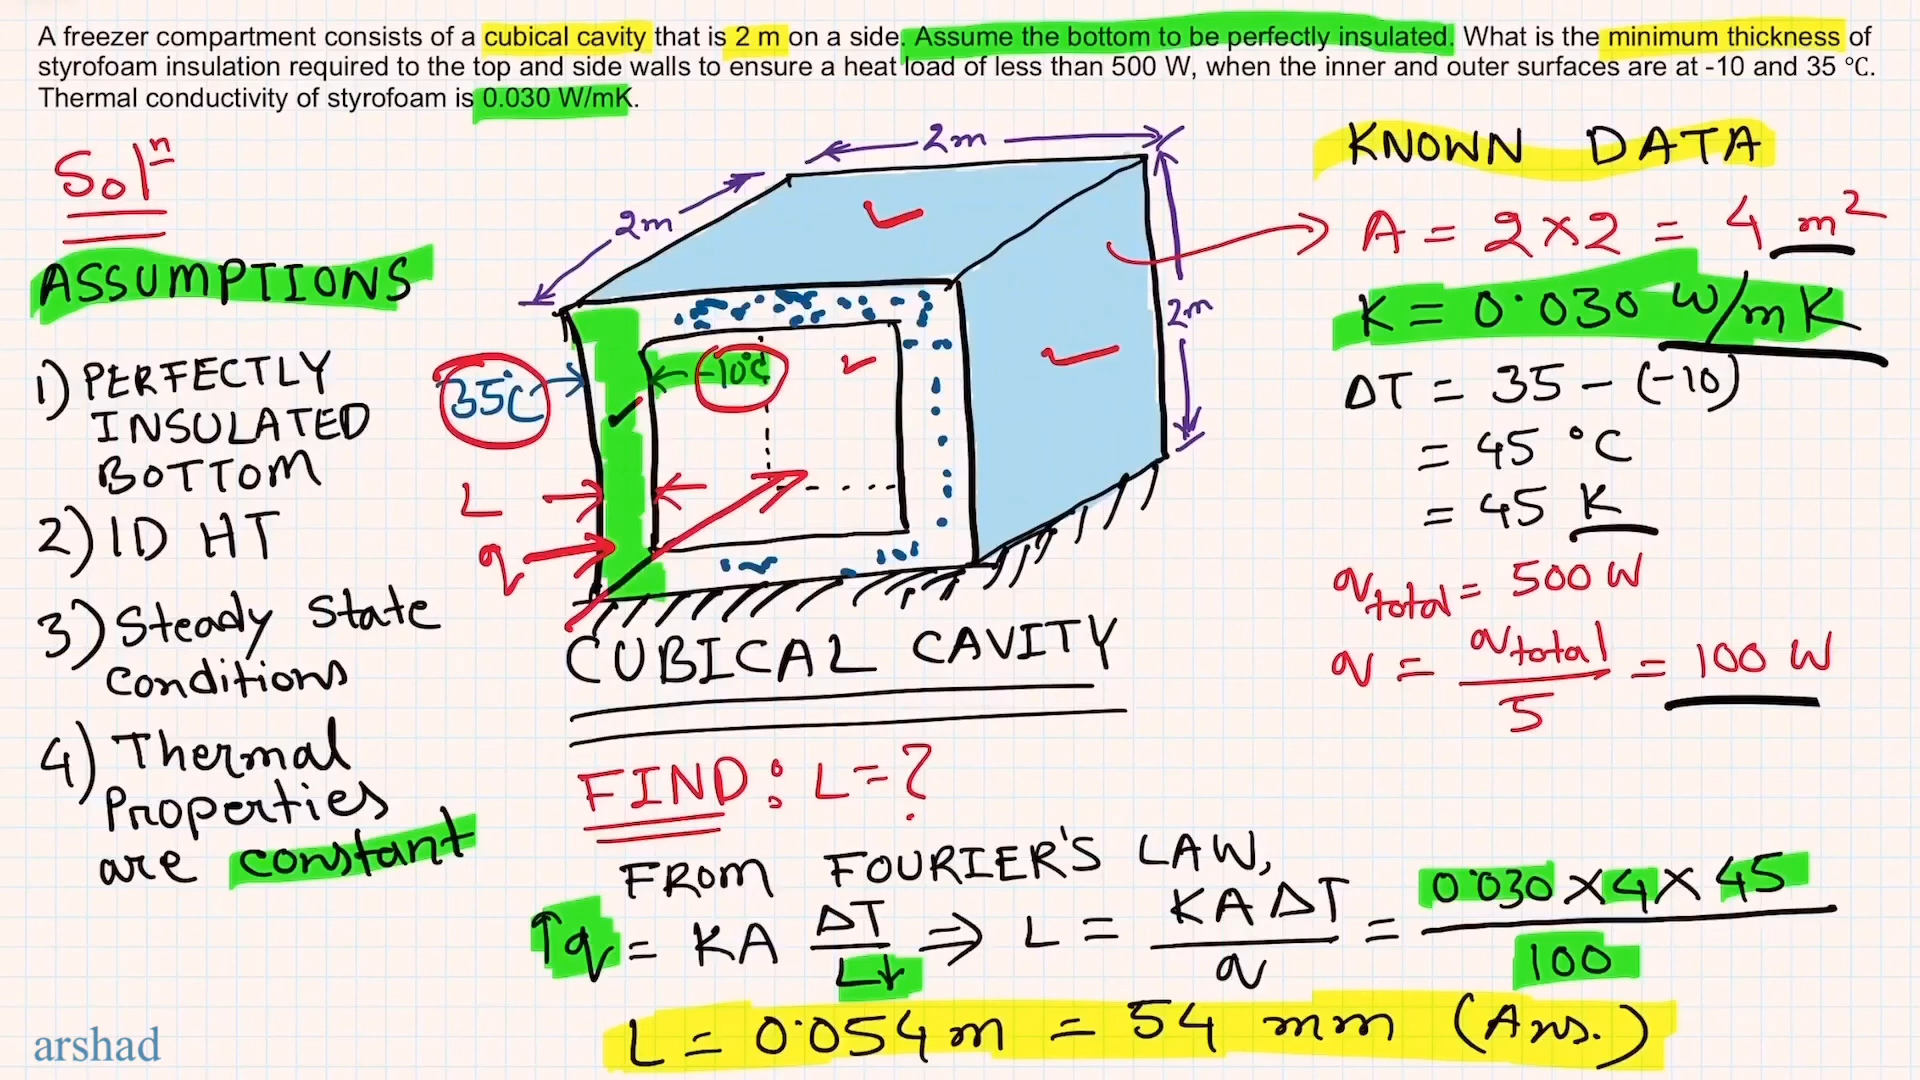 A freezer compartment consists of a cubical cavity that is 2 m on a side. Assume the bottom to be perfectly insulated. What is the minimum thickness of
styrofoam insulation required to the top and side walls to ensure a heat load of less than 500 W, when the inner and outer surfaces are at -10 and 35 °C.
Thermal conductivity of styrofoam is 0.030 W/mK.
Solⁿ
ASSUMPTIONS
1) PERFECTLY
INSULATED
BOTTOM
2) 1D HT
3) Steady State
Conditions
4) Thermal
Properties
are constant
2m
2m
2m
35°C
-10°C
L
q
CUBICAL CAVITY
FIND: L=?
KNOWN DATA
A = 2×2 = 4 m²
K = 0.030 W/mK
ΔT = 35 - (-10)
= 45 °C
= 45 K
q total = 500 W
q = q total / 5 = 100 W
FROM FOURIER'S LAW,
↑q = KA ΔT / L↓ ⇒ L = KAΔT / q = 0.030 × 4 × 45 / 100
L = 0.054 m = 54 mm (Ans.)
arshad